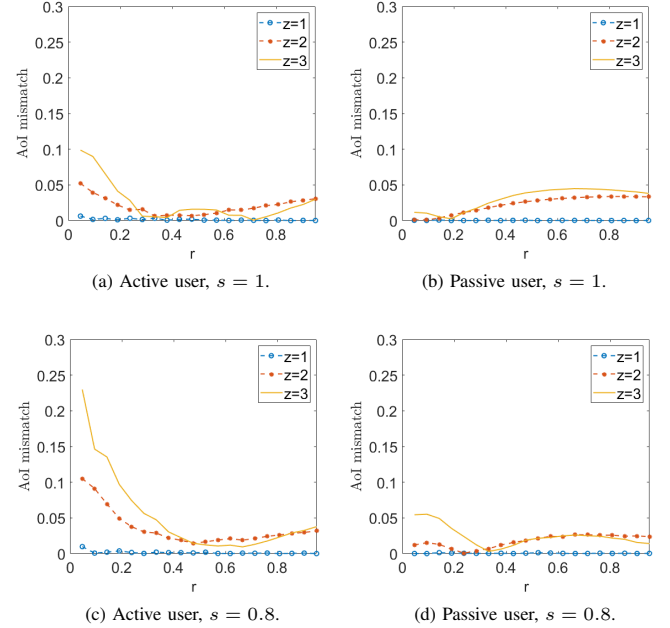 0.3
0.25
0.2
0.15
0.1
0.05
0
AoI mismatch
z=1
z=2
z=3
0 0.2 0.4 0.6 0.8
r
(a) Active user, s = 1.
0.3
0.25
0.2
0.15
0.1
0.05
0
AoI mismatch
z=1
z=2
z=3
0 0.2 0.4 0.6 0.8
r
(b) Passive user, s = 1.
0.3
0.25
0.2
0.15
0.1
0.05
0
AoI mismatch
z=1
z=2
z=3
0 0.2 0.4 0.6 0.8
r
(c) Active user, s = 0.8.
0.3
0.25
0.2
0.15
0.1
0.05
0
AoI mismatch
z=1
z=2
z=3
0 0.2 0.4 0.6 0.8
r
(d) Passive user, s = 0.8.